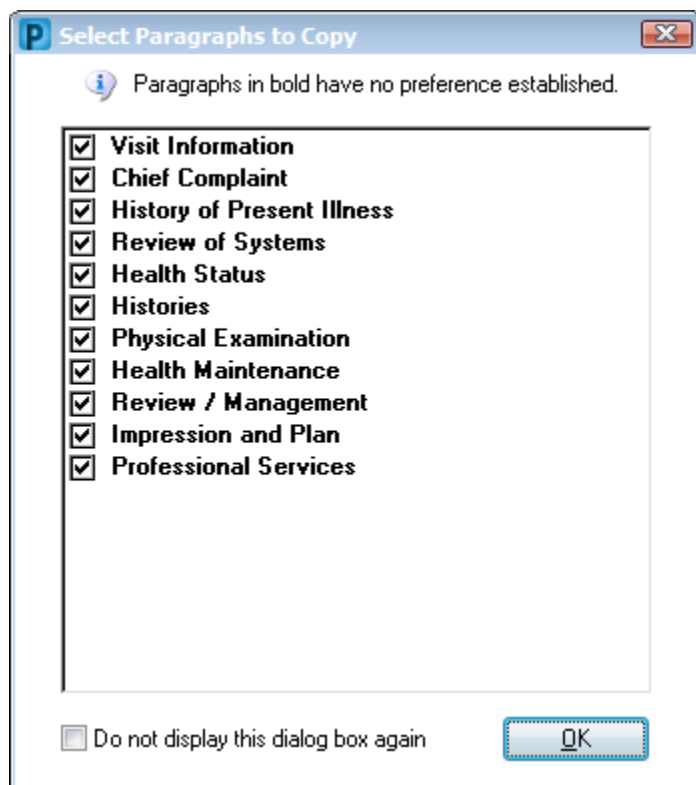 P Select Paragraphs to Copy
Paragraphs in bold have no preference established.
Visit Information
Chief Complaint
History of Present Illness
Review of Systems
Health Status
Histories
Physical Examination
Health Maintenance
Review / Management
Impression and Plan
Professional Services
Do not display this dialog box again
OK